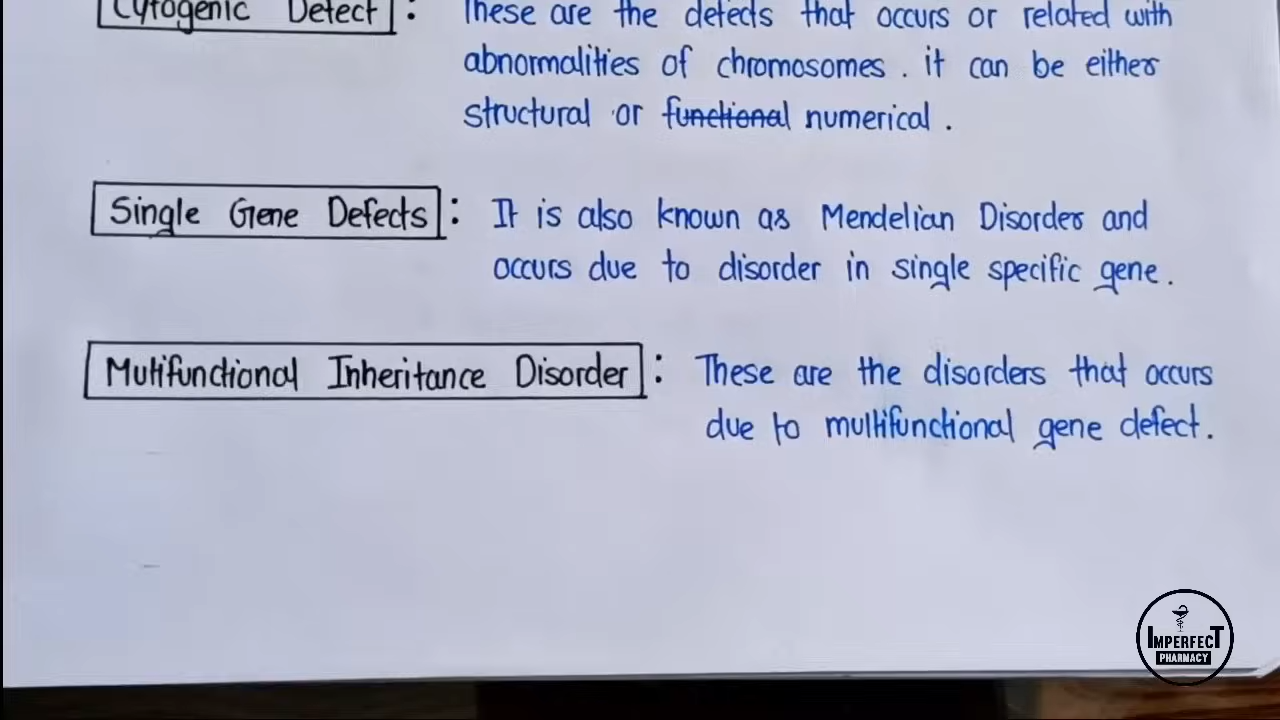 Cytogenic Defect : These are the defects that occurs or related with
abnormalities of chromosomes. it can be either
structural or functional numerical.
Single Gene Defects : It is also known as Mendelian Disorder and
occurs due to disorder in single specific gene.
Mutifunctional Inheritance Disorder : These are the disorders that occurs
due to multifunctional gene defect.
IMPERFECT
PHARMACY